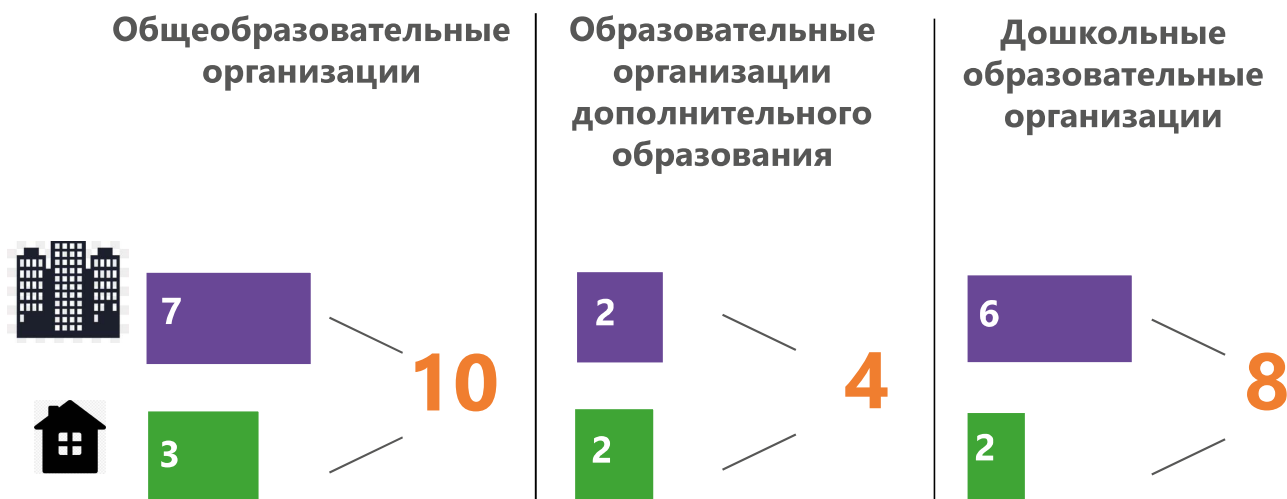 Общеобразовательные
организации
7
10
3
Образовательные
организации
дополнительного
образования
2
4
2
Дошкольные
образовательные
организации
6
8
2